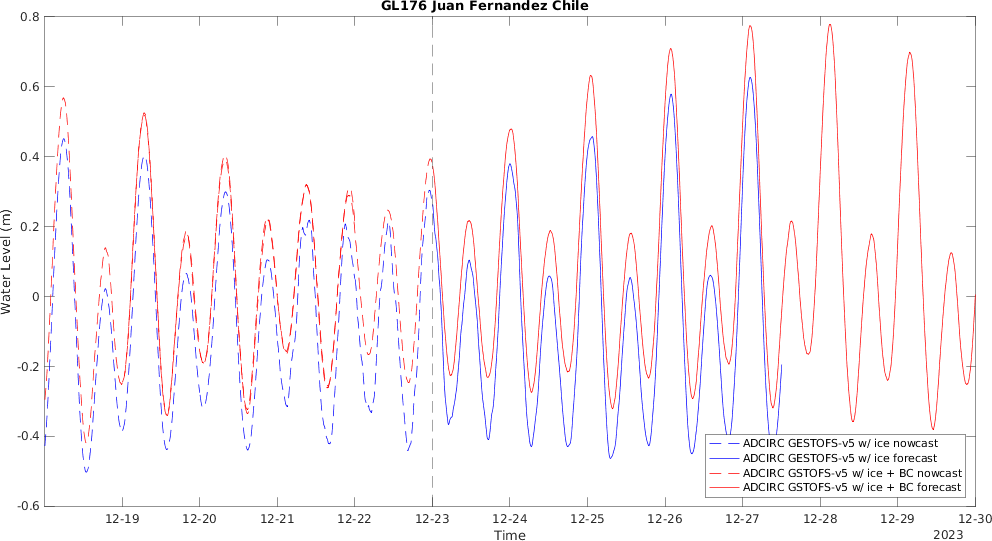 GL176 Juan Fernandez Chile
Water Level (m)
0.8
0.6
0.4
0.2
0
-0.2
-0.4
-0.6
ADCIRC GESTOFS-v5 w/ ice nowcast
ADCIRC GESTOFS-v5 w/ ice forecast
ADCIRC GSTOFS-v5 w/ ice + BC nowcast
ADCIRC GSTOFS-v5 w/ ice + BC forecast
12-19 12-20 12-21 12-22 12-23 12-24 12-25 12-26 12-27 12-28 12-29 12-30
Time
2023